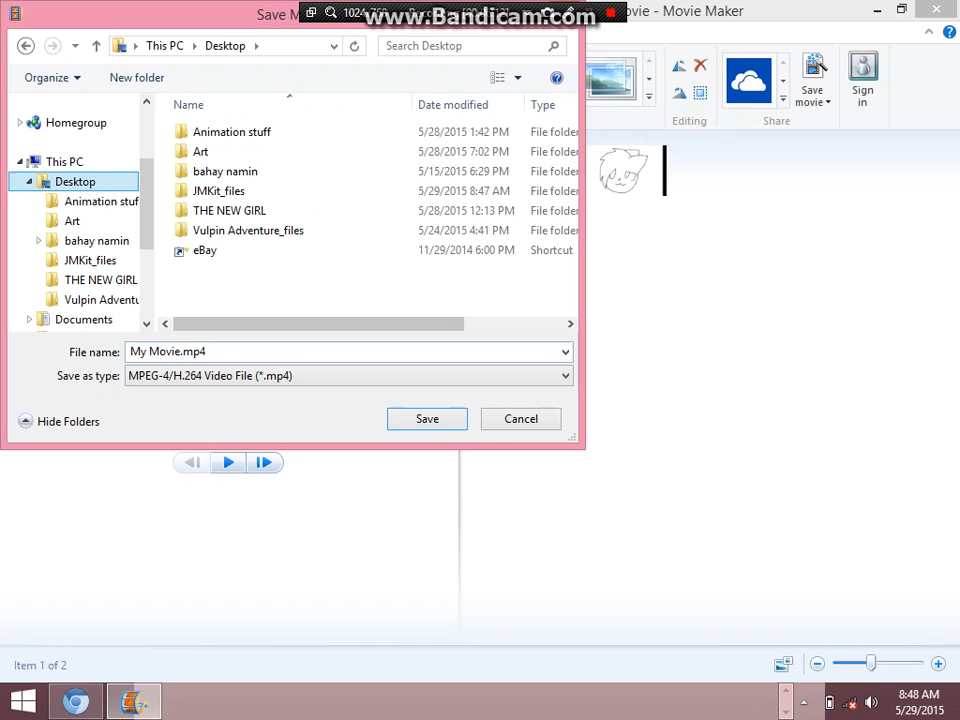 Save M
www.Bandicam.com
1024
ovie - Movie Maker
This PC
Desktop
Search Desktop
Organize
New folder
Save
movie
Sign
in
Editing
Share
Name
Date modified
Type
Homegroup
This PC
Desktop
Animation stuf
Art
bahay namin
JMKit_files
THE NEW GIRL
Vulpin Adventu
Documents
Animation stuff
5/28/2015 1:42 PM
File folder
Art
5/28/2015 7:02 PM
File folder
bahay namin
5/15/2015 6:29 PM
File folder
JMKit_files
5/29/2015 8:47 AM
File folder
THE NEW GIRL
5/28/2015 12:13 PM
File folder
Vulpin Adventure_files
5/24/2015 4:41 PM
File folder
eBay
11/29/2014 6:00 PM
Shortcut
File name:
My Movie.mp4
Save as type:
MPEG-4/H.264 Video File (*.mp4)
Hide Folders
Save
Cancel
Item 1 of 2
8:48 AM
5/29/2015